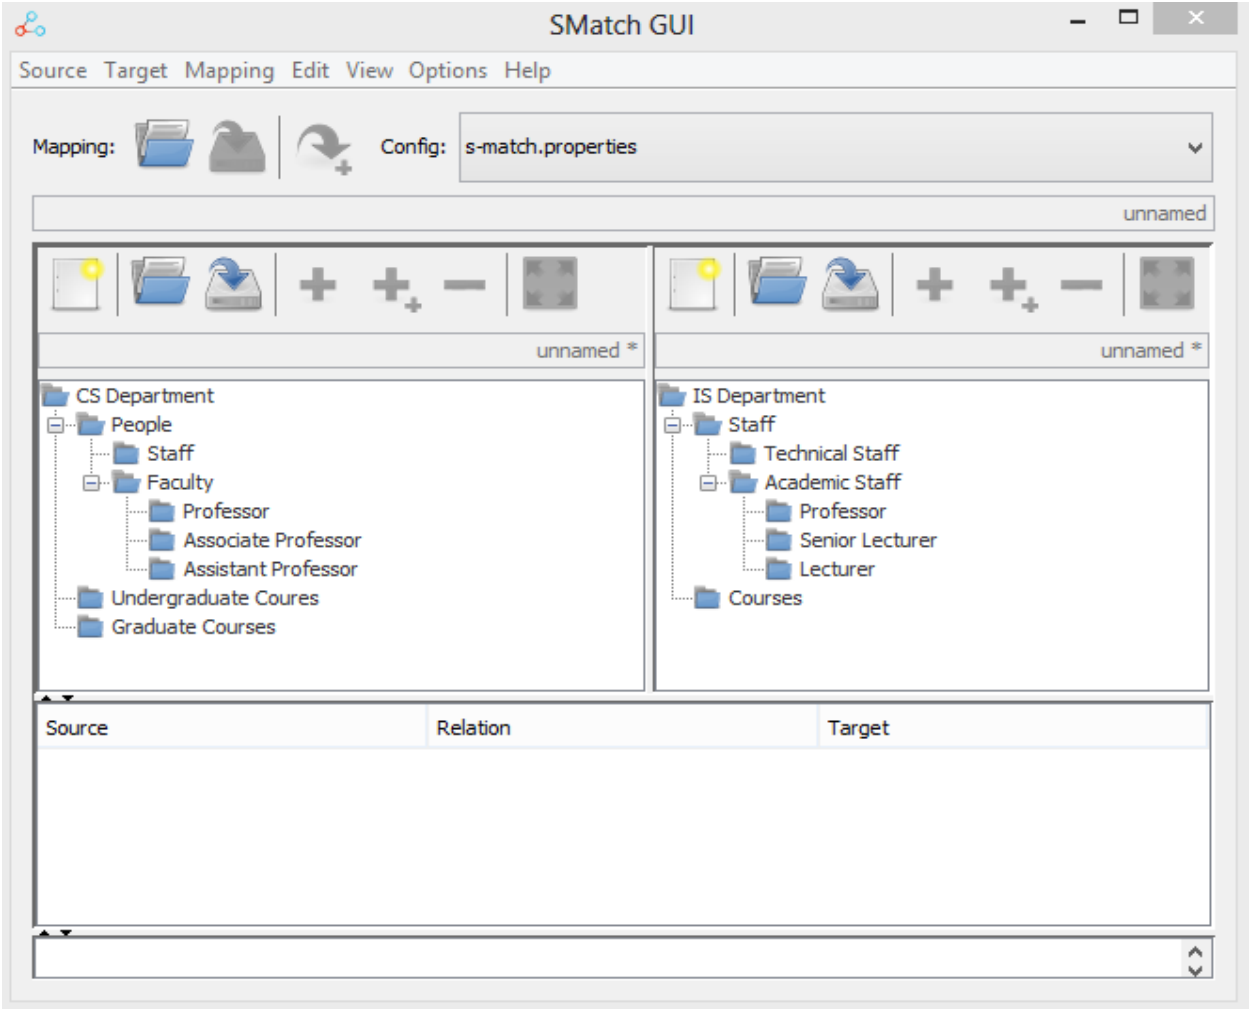 SMatch GUI
Source Target Mapping Edit View Options Help
Mapping: Config: s-match.properties
unnamed
unnamed *
CS Department
People
Staff
Faculty
Professor
Associate Professor
Assistant Professor
Undergraduate Coures
Graduate Courses
unnamed *
IS Department
Staff
Technical Staff
Academic Staff
Professor
Senior Lecturer
Lecturer
Courses
Source Relation Target